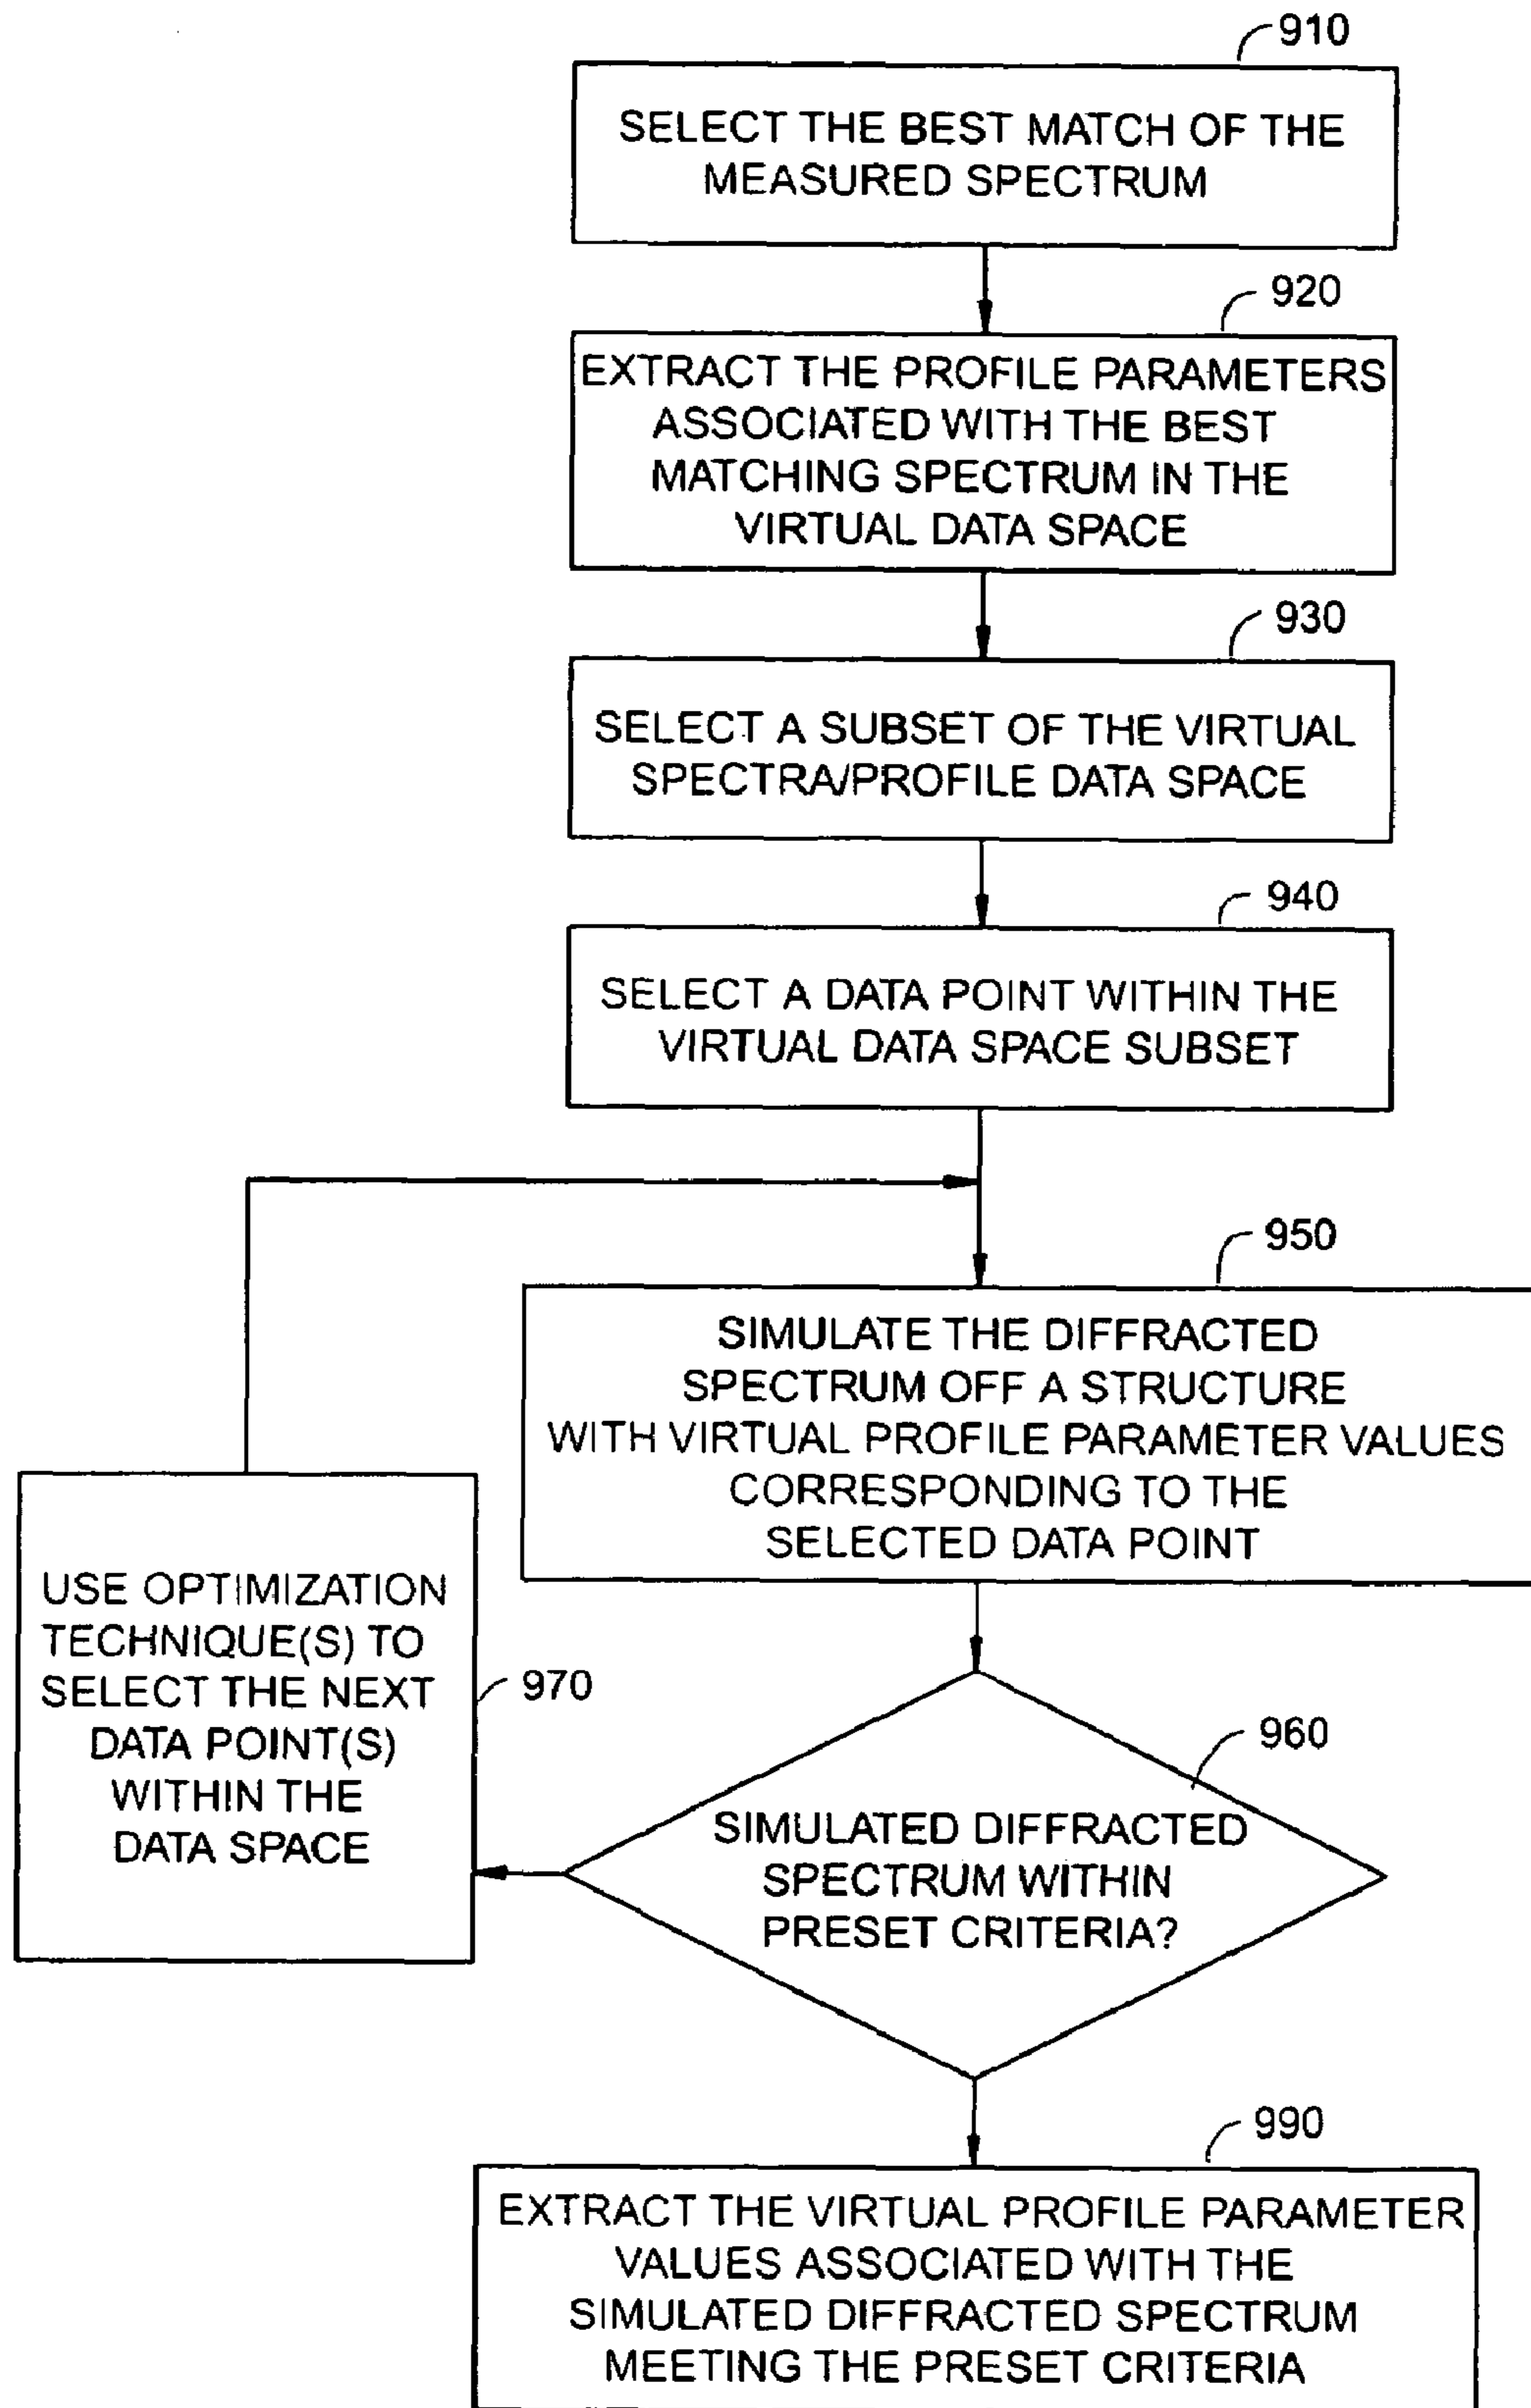 910
SELECT THE BEST MATCH OF THE
MEASURED SPECTRUM
920
EXTRACT THE PROFILE PARAMETERS
ASSOCIATED WITH THE BEST
MATCHING SPECTRUM IN THE
VIRTUAL DATA SPACE
930
SELECT A SUBSET OF THE VIRTUAL
SPECTRA/PROFILE DATA SPACE
940
SELECT A DATA POINT WITHIN THE
VIRTUAL DATA SPACE SUBSET
950
SIMULATE THE DIFFRACTED
SPECTRUM OFF A STRUCTURE
WITH VIRTUAL PROFILE PARAMETER VALUES
CORRESPONDING TO THE
SELECTED DATA POINT
USE OPTIMIZATION
TECHNIQUE(S) TO
SELECT THE NEXT
DATA POINT(S)
WITHIN THE
DATA SPACE
970
960
SIMULATED DIFFRACTED
SPECTRUM WITHIN
PRESET CRITERIA?
990
EXTRACT THE VIRTUAL PROFILE PARAMETER
VALUES ASSOCIATED WITH THE
SIMULATED DIFFRACTED SPECTRUM
MEETING THE PRESET CRITERIA